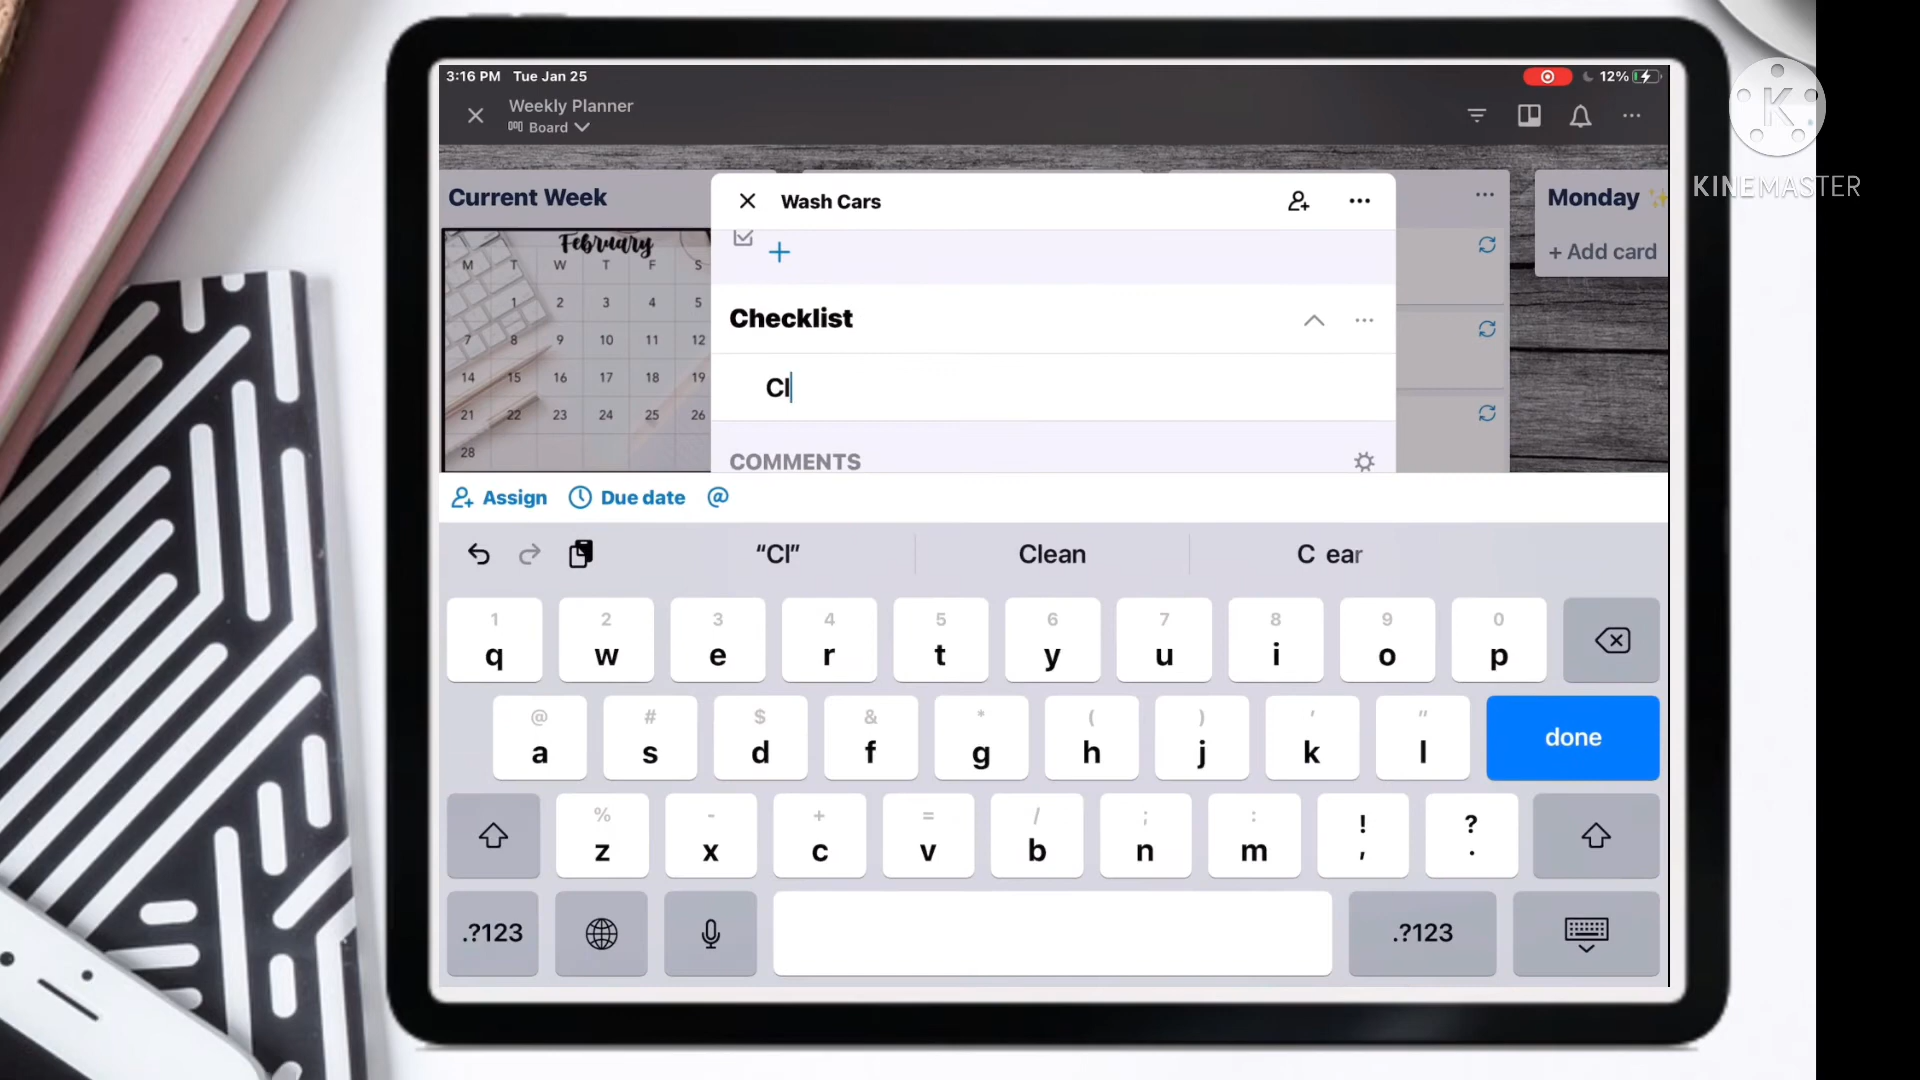 3:16 PM Tue Jan 25
12%
Weekly Planner
Board
Current Week
Wash Cars
Monday
+ Add card
February
M T W T F S
1 2 3 4 5
7 8 9 10 11 12
14 15 16 17 18 19
21 22 23 24 25 26
28
Checklist
Cl
COMMENTS
Assign Due date @
“Cl” Clean C ear
1 2 3 4 5 6 7 8 9 0
q w e r t y u i o p
@ # $ & * ( ) ' "
a s d f g h j k l done
% - + = / ; : ! ?
z x c v b n m , .
.?123 .?123
K
KINEMASTER